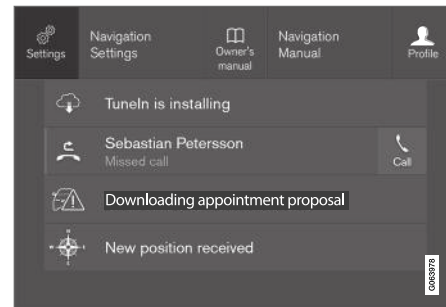 Settings
Navigation
Settings
Owner's
manual
Navigation
Manual
Profile
TuneIn is installing
Sebastian Petersson
Missed call
Call
Downloading appointment proposal
N
New position received
G063978